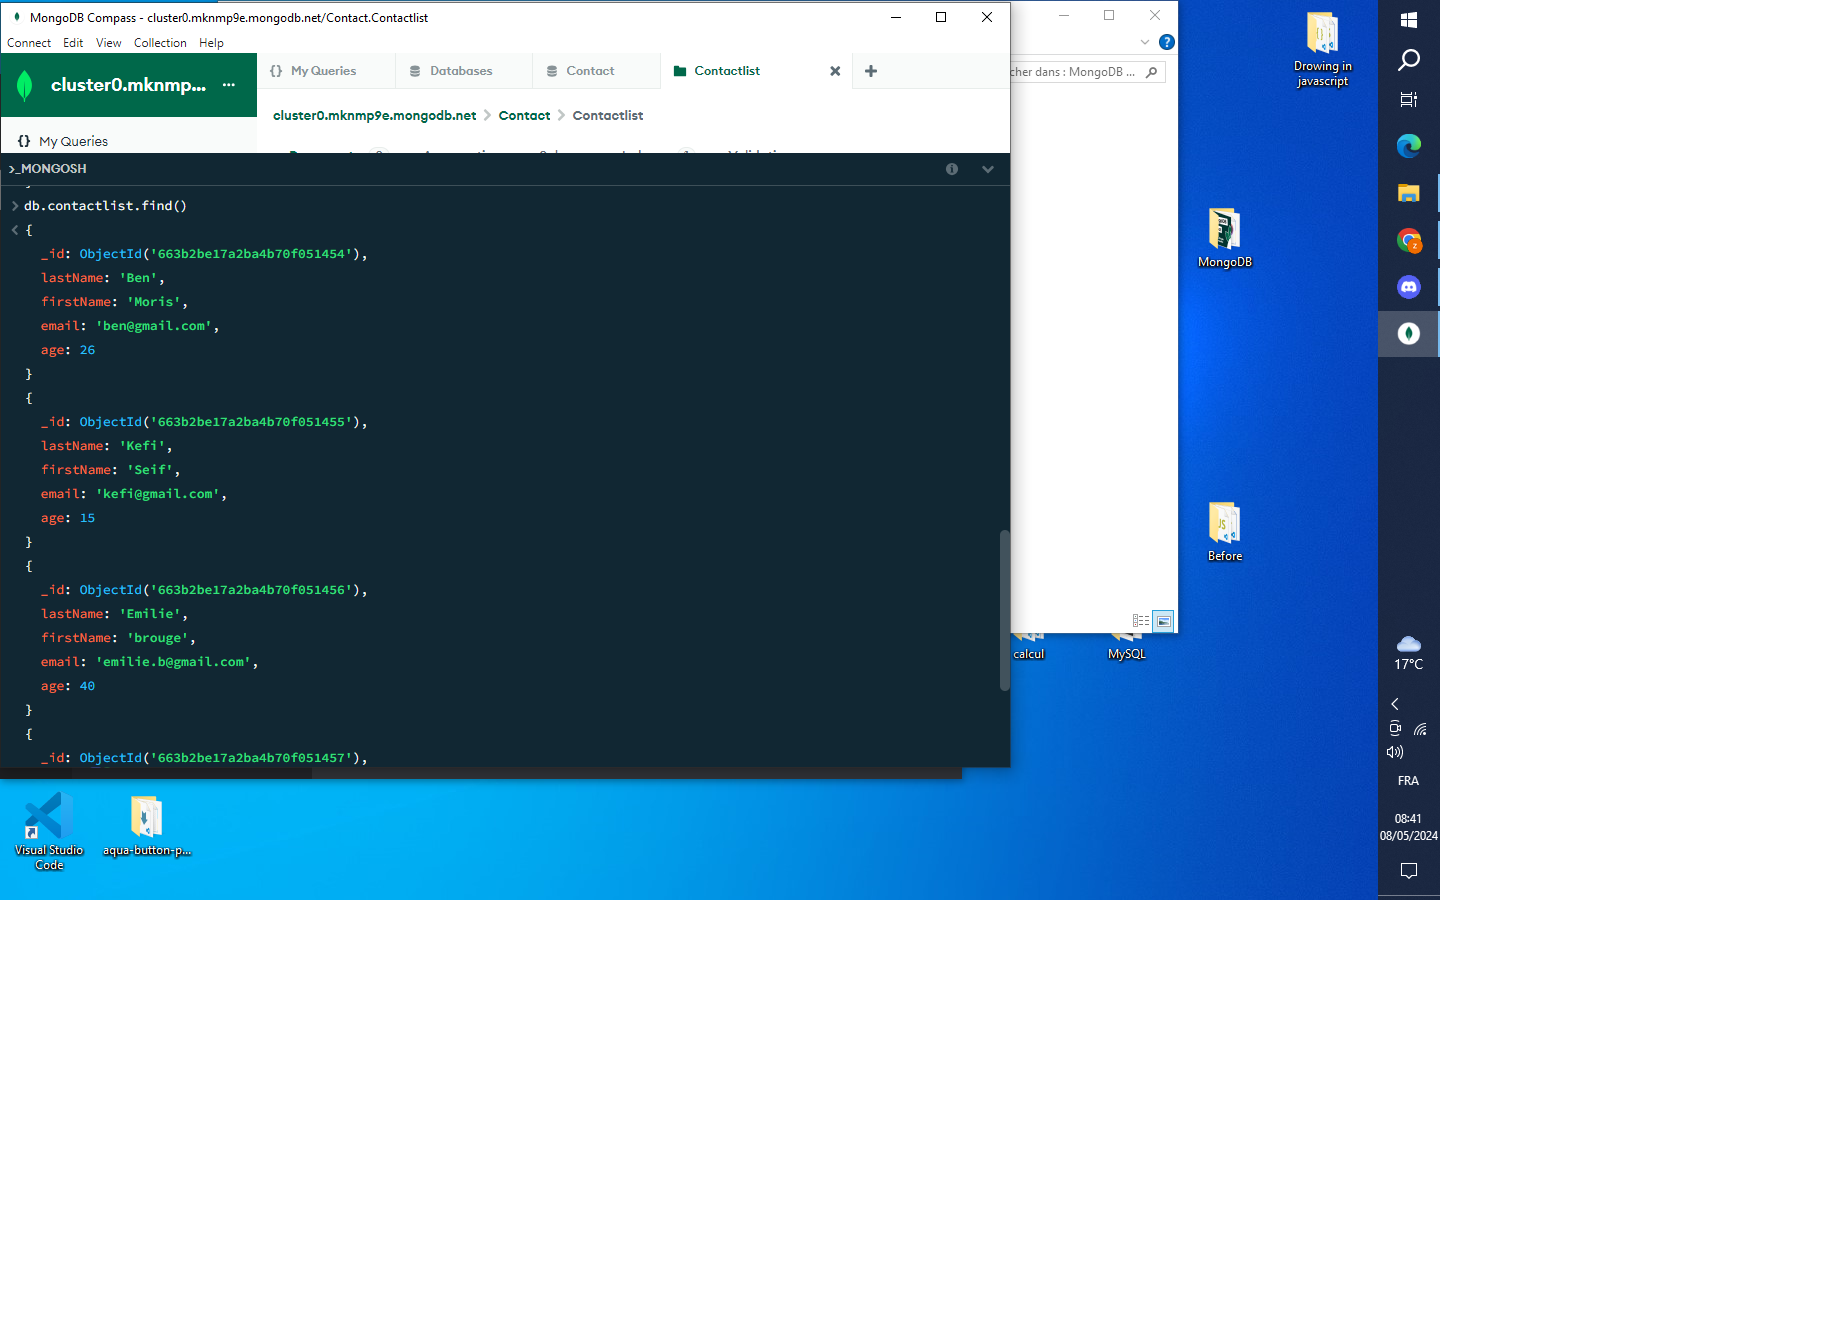 MongoDB Compass - cluster0.mknmp9e.mongodb.net/Contact.Contactlist
Connect Edit View Collection Help
cluster0.mknmp... ...
{} My Queries
Databases
Contact
Contactlist
cluster0.mknmp9e.mongodb.net > Contact > Contactlist
{} My Queries
>_MONGOSH
> db.contactlist.find()
< {
_id: ObjectId('663b2be17a2ba4b70f051454'),
lastName: 'Ben',
firstName: 'Moris',
email: 'ben@gmail.com',
age: 26
}
{
_id: ObjectId('663b2be17a2ba4b70f051455'),
lastName: 'Kefi',
firstName: 'Seif',
email: 'kefi@gmail.com',
age: 15
}
{
_id: ObjectId('663b2be17a2ba4b70f051456'),
lastName: 'Emilie',
firstName: 'brouge',
email: 'emilie.b@gmail.com',
age: 40
}
{
_id: ObjectId('663b2be17a2ba4b70f051457'),
cher dans : MongoDB ...
Drowing in
javascript
MongoDB
Before
calcul
MySQL
Visual Studio
Code
aqua-button-p...
17°C
FRA
08:41
08/05/2024